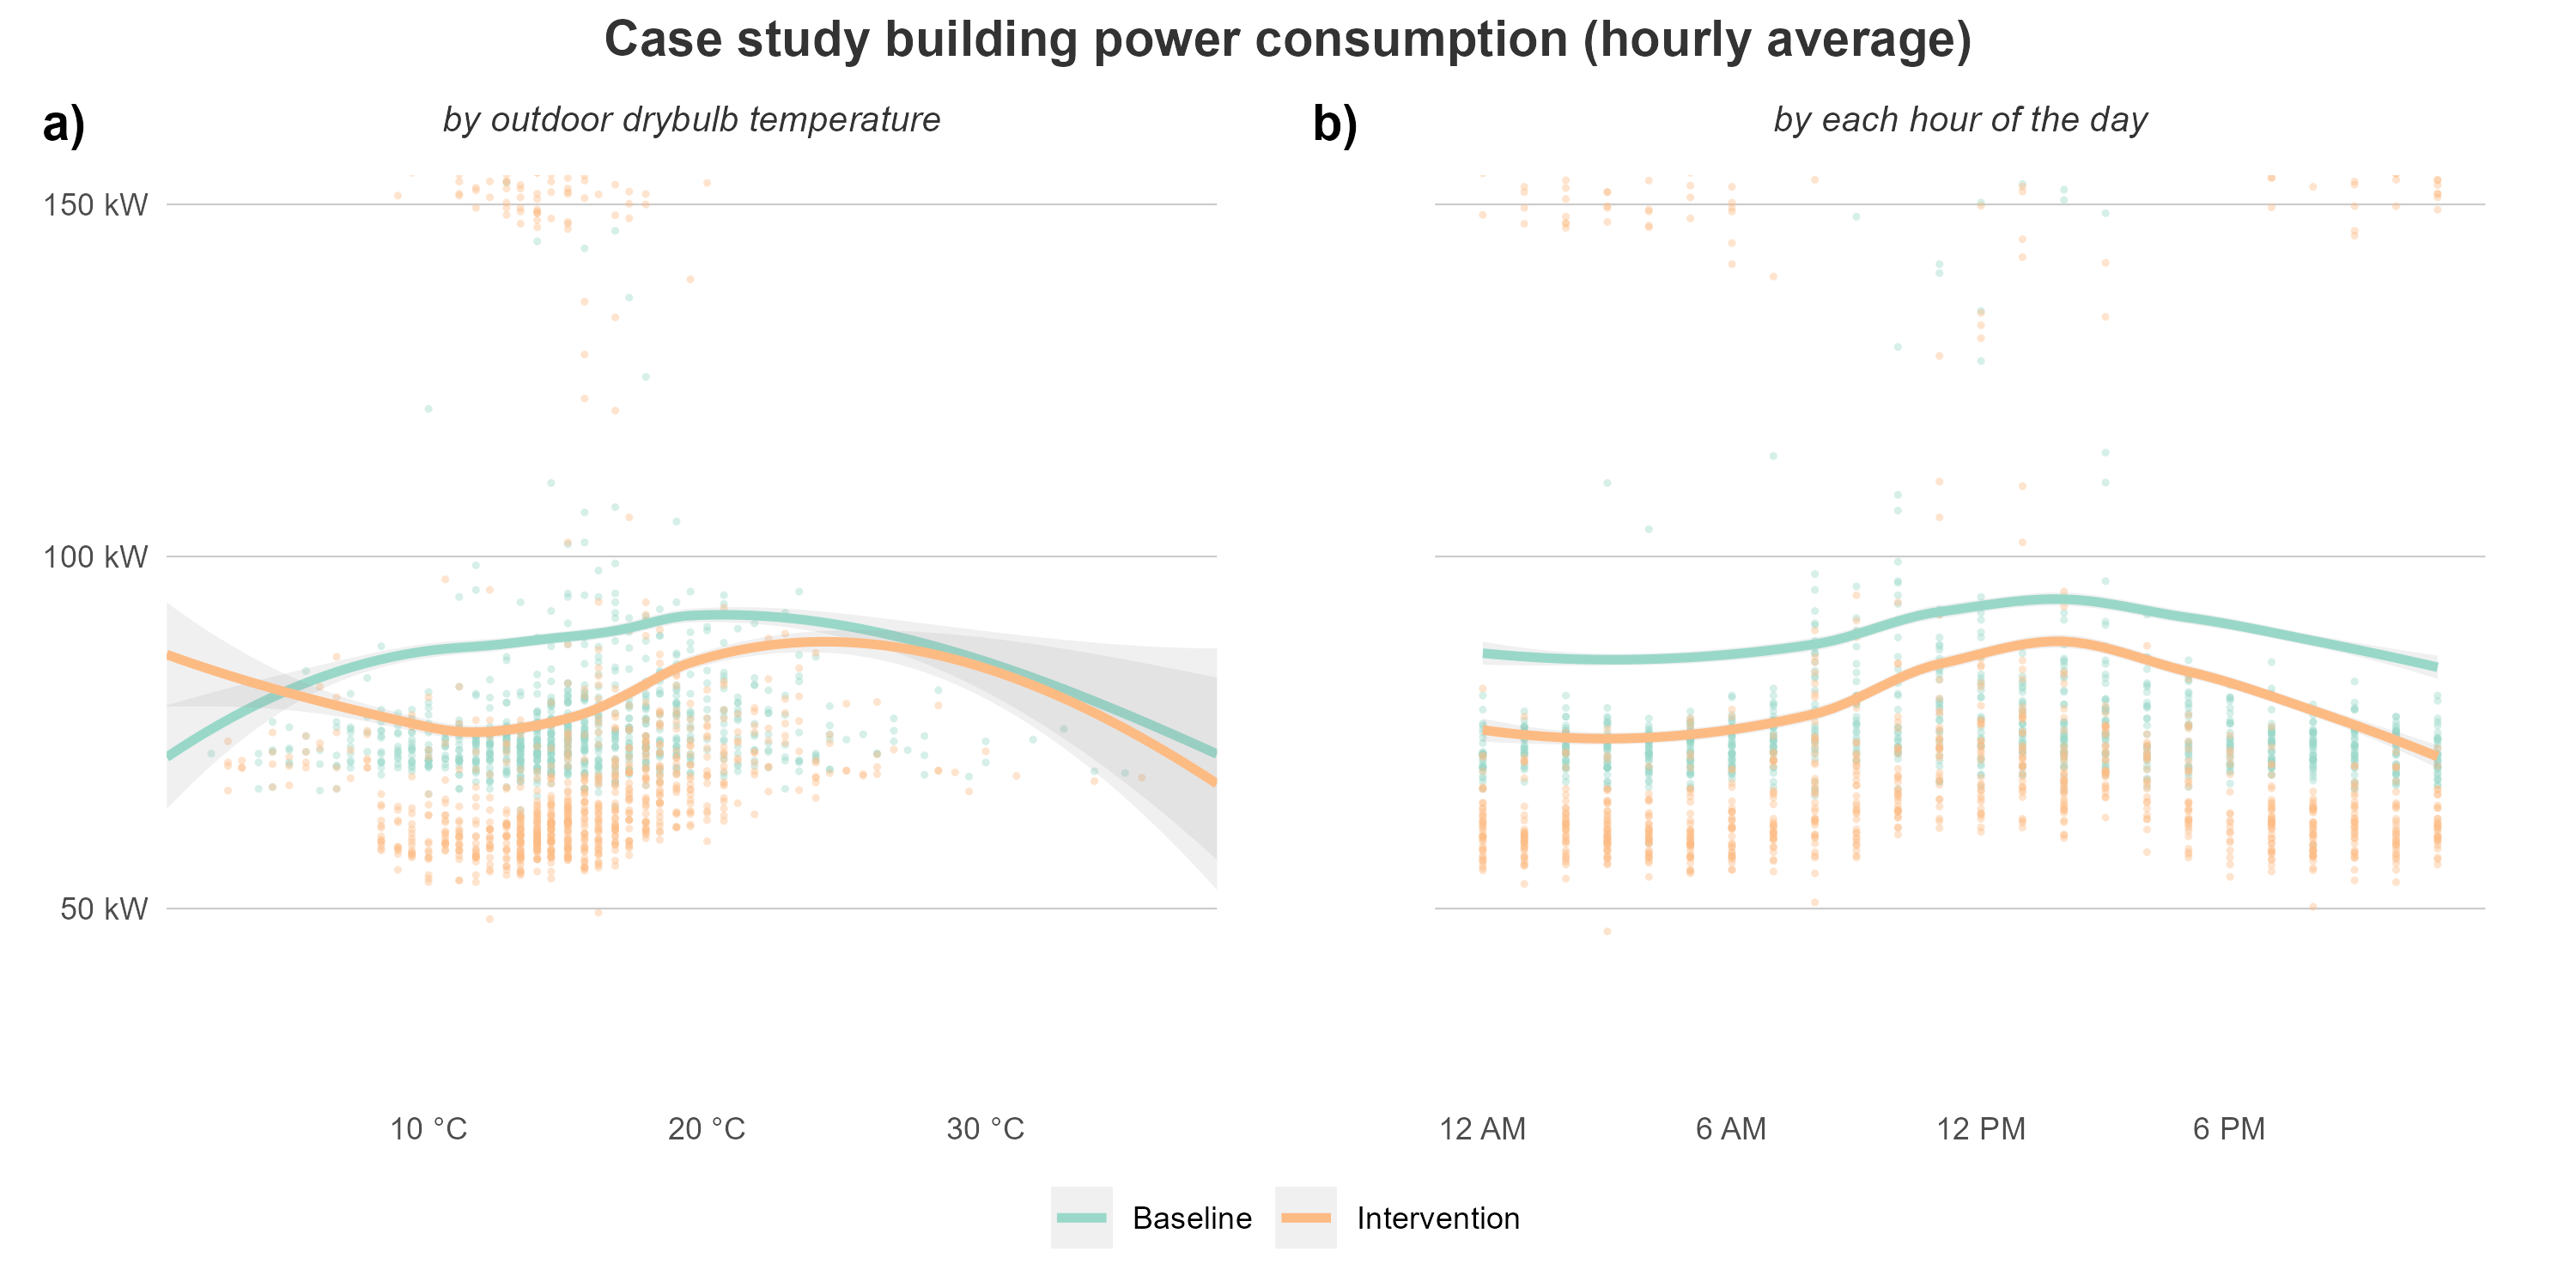 Case study building power consumption (hourly average)
a)
by outdoor drybulb temperature
b)
by each hour of the day
150 kW
100 kW
50 kW
10 °C
20 °C
30 °C
12 AM
6 AM
12 PM
6 PM
Baseline
Intervention